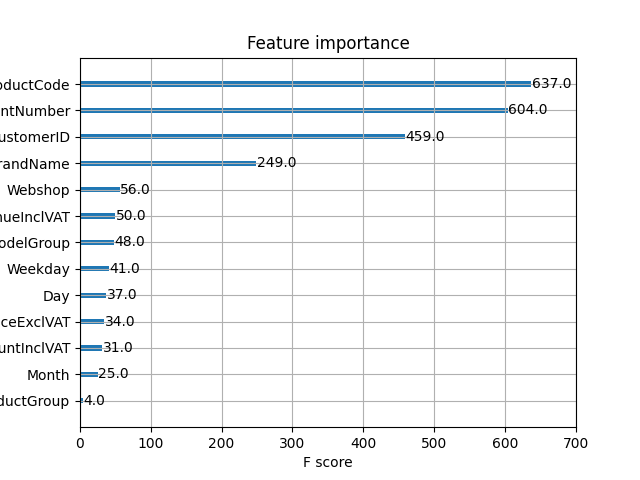 Feature importance
oductCode 637.0
ntNumber 604.0
ustomerID 459.0
randName 249.0
Webshop 56.0
nueInclVAT 50.0
odelGroup 48.0
Weekday 41.0
Day 37.0
ceExclVAT 34.0
untInclVAT 31.0
Month 25.0
ductGroup 4.0
0 100 200 300 400 500 600 700
F score